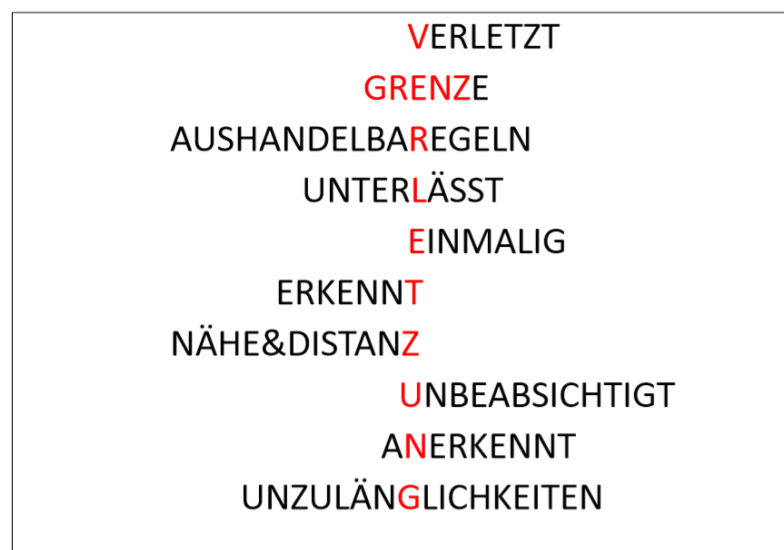 VERLETZT
GRENZE
AUSHANDELBAREGELN
UNTERLÄSST
EINMALIG
ERKENNT
NÄHE&DISTANZ
UNBEABSICHTIGT
ANERKENNT
UNZULÄNGLICHKEITEN